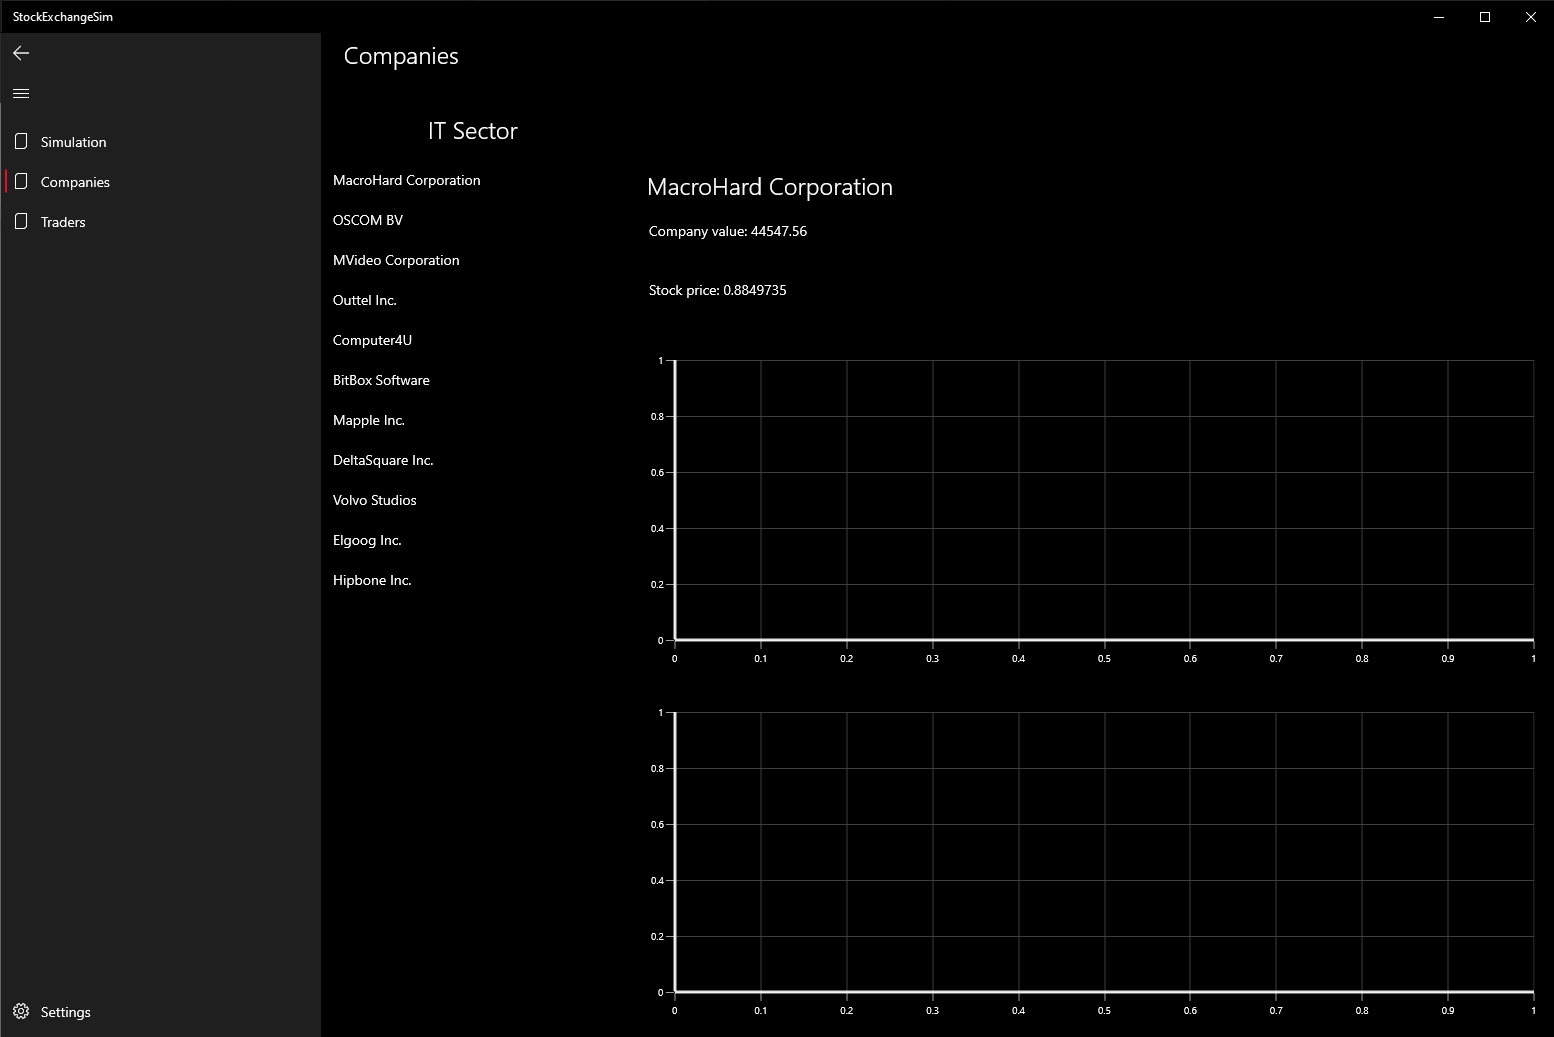 StockExchangeSim
Simulation
Companies
Traders
Settings
Companies
IT Sector
MacroHard Corporation
OSCOM BV
MVideo Corporation
Outtel Inc.
Computer4U
BitBox Software
Mapple Inc.
DeltaSquare Inc.
Volvo Studios
Elgoog Inc.
Hipbone Inc.
MacroHard Corporation
Company value: 44547.56
Stock price: 0.8849735
1
0.8
0.6
0.4
0.2
0
0 0.1 0.2 0.3 0.4 0.5 0.6 0.7 0.8 0.9 1
1
0.8
0.6
0.4
0.2
0
0 0.1 0.2 0.3 0.4 0.5 0.6 0.7 0.8 0.9 1